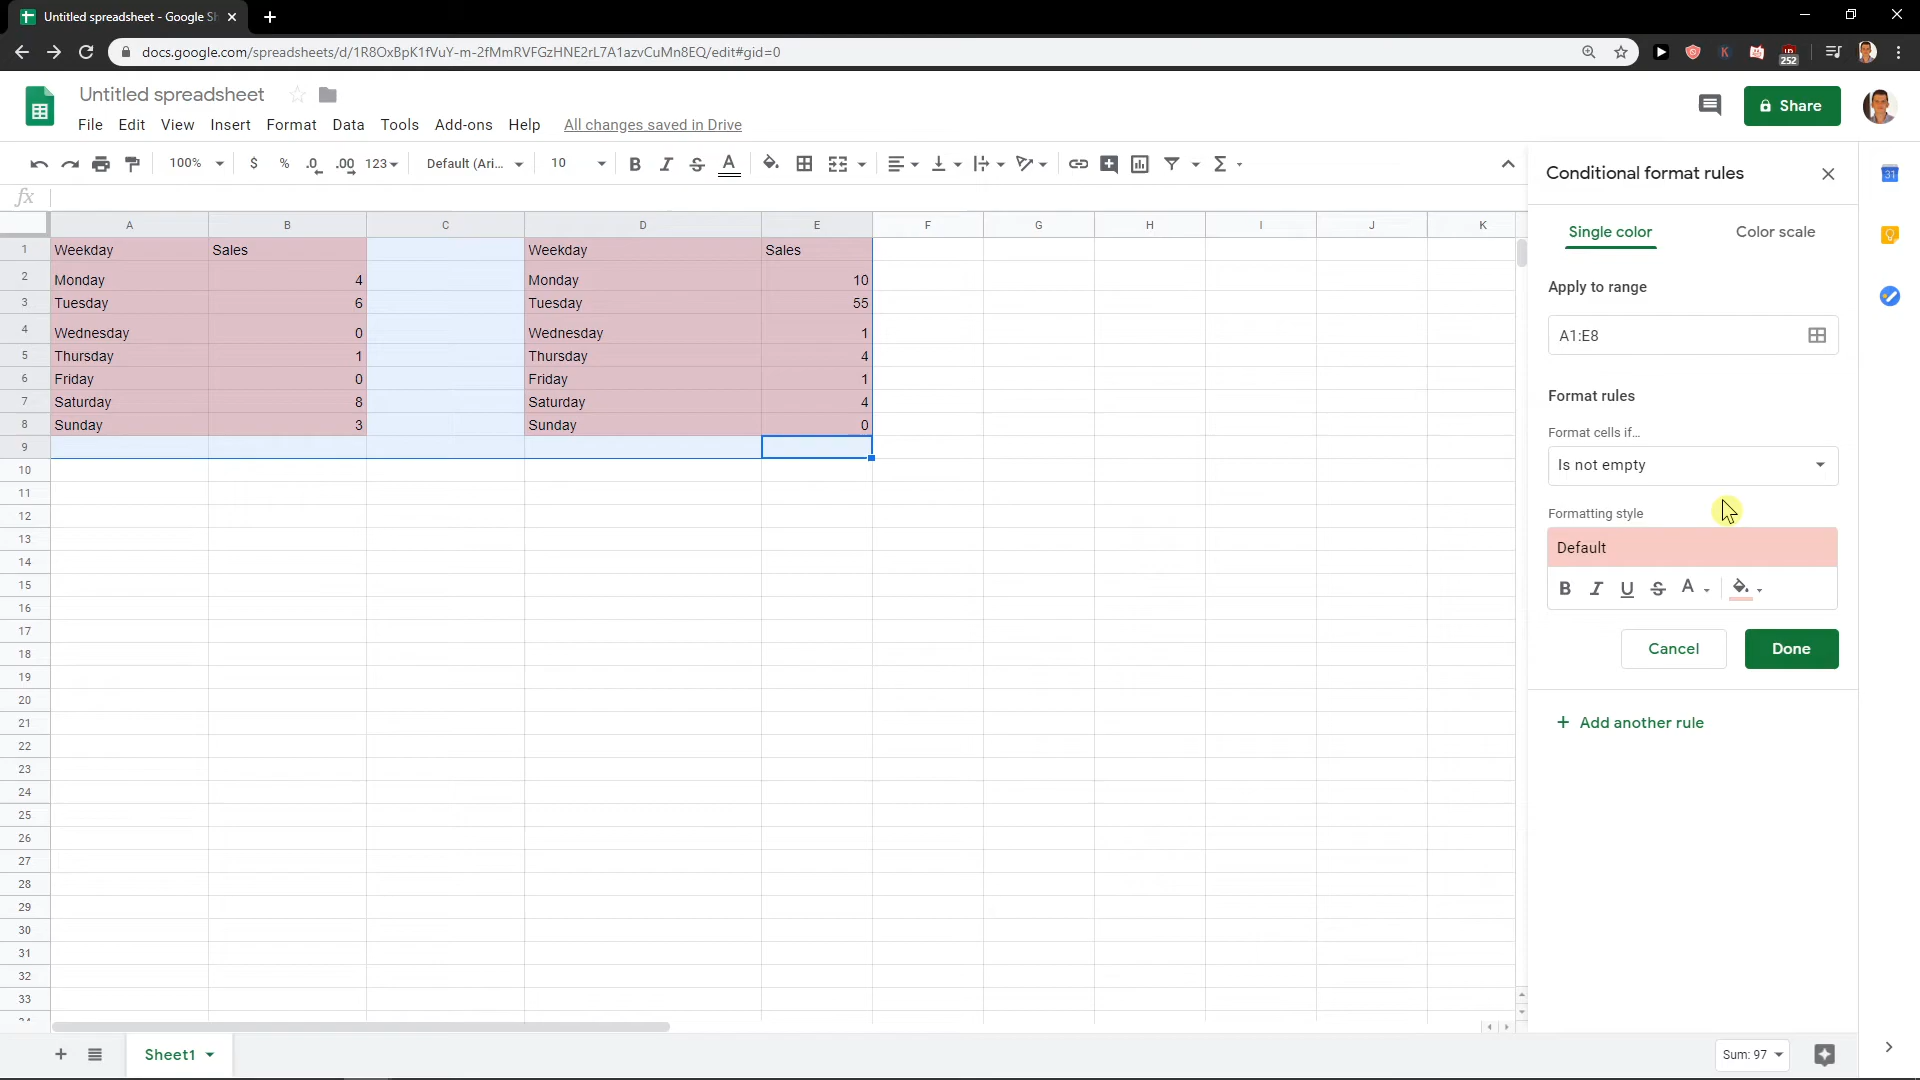 Untitled spreadsheet - Google Sh
docs.google.com/spreadsheets/d/1R8OxBpK1fVuY-m-2fMmRVFGzHNE2rL7A1azvCuMn8EQ/edit#gid=0
252
Untitled spreadsheet
File Edit View Insert Format Data Tools Add-ons Help All changes saved in Drive
Share
100% $ % .0 .00 123 Default (Ari... 10 B I S A
fx
A B C D E F G H I J K
1 Weekday Sales Weekday Sales
2 Monday 4 Monday 10
3 Tuesday 6 Tuesday 55
4 Wednesday 0 Wednesday 1
5 Thursday 1 Thursday 4
6 Friday 0 Friday 1
7 Saturday 8 Saturday 4
8 Sunday 3 Sunday 0
9
10
11
12
13
14
15
16
17
18
19
20
21
22
23
24
25
26
27
28
29
30
31
32
33
Conditional format rules
Single color Color scale
Apply to range
A1:E8
Format rules
Format cells if…
Is not empty
Formatting style
Default
B I U S A
Cancel Done
+ Add another rule
31
Sheet1
Sum: 97